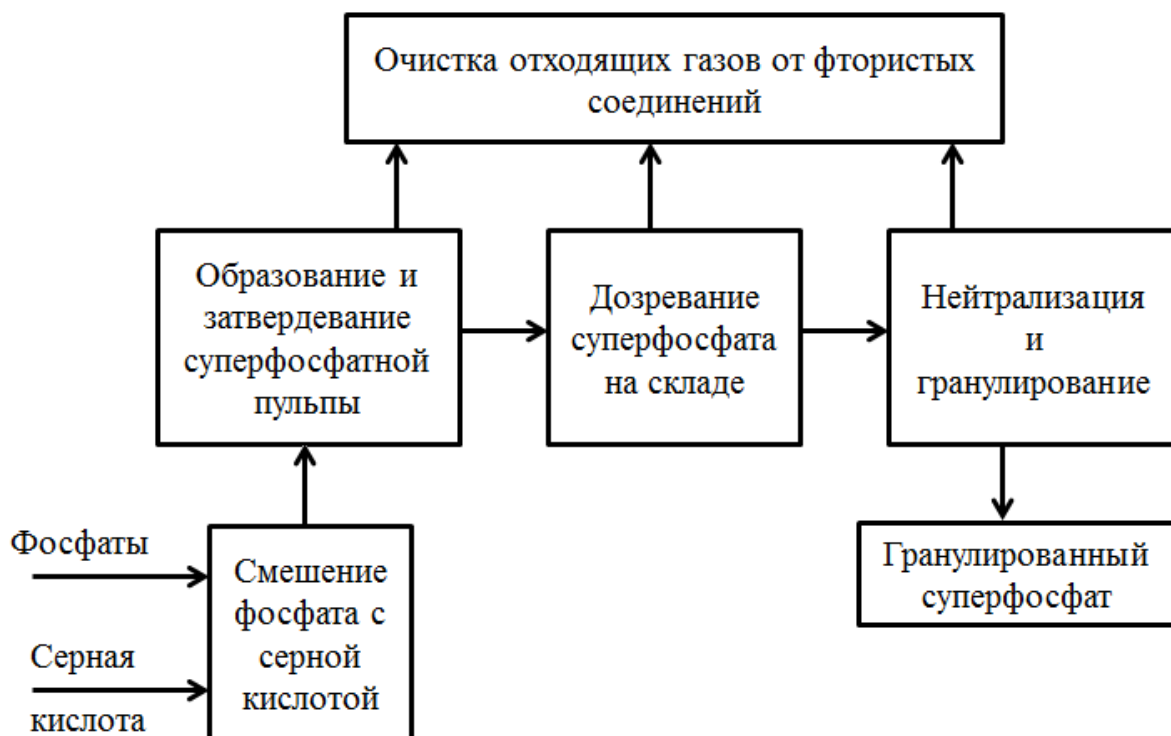 Очистка отходящих газов от фтористых
соединений
Образование и
затвердевание
суперфосфатной
пульпы
Дозревание
суперфосфата
на складе
Нейтрализация
и
гранулирование
Фосфаты
Серная
кислота
Смешение
фосфата с
серной
кислотой
Гранулированный
суперфосфат